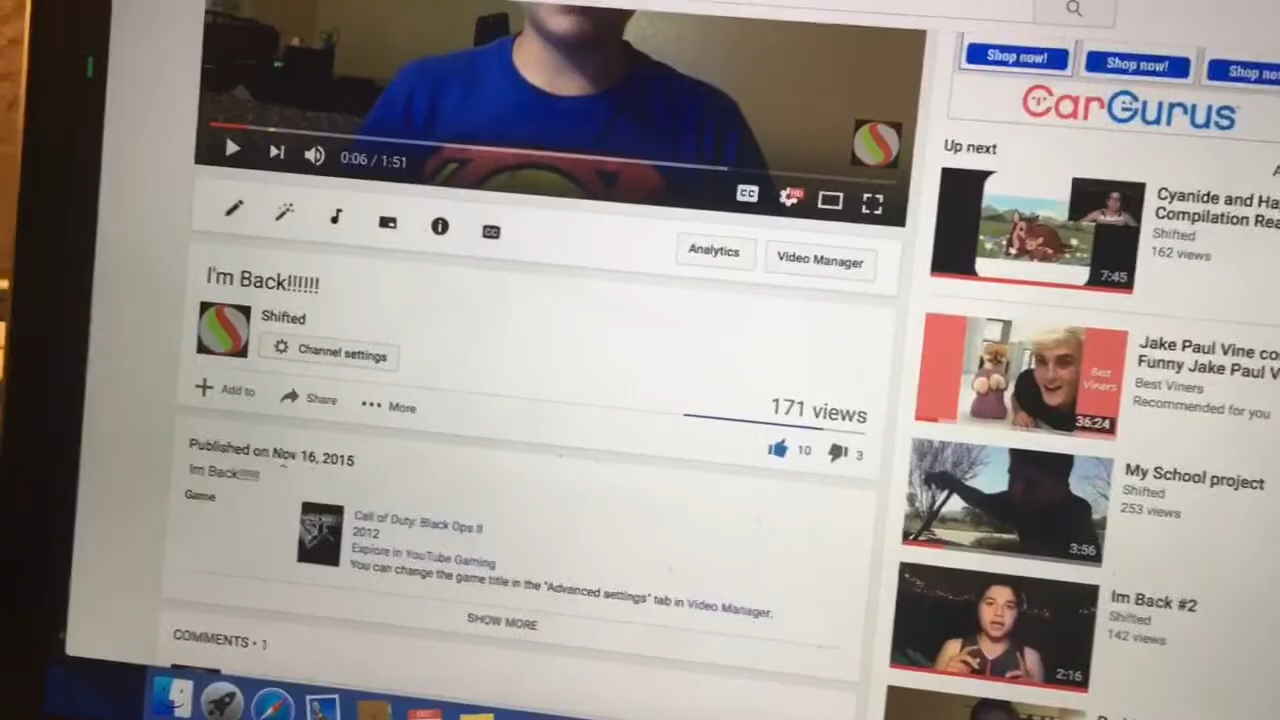 Shop now!
Shop now!
Shop no
CarGurus
0:06 / 1:51
CC
HD
Up next
Cyanide and Ha
Compilation Rea
Shifted
162 views
7:45
CC
Analytics
Video Manager
I'm Back!!!!!!
Shifted
Channel settings
Jake Paul Vine co
Funny Jake Paul V
Best Viners
Recommended for you
Best
Viners
36:24
Add to
Share
More
171 views
10
3
Published on Nov 16, 2015
Im Back!!!!!!
Game
Call of Duty: Black Ops II
2012
Explore in YouTube Gaming
You can change the game title in the "Advanced settings" tab in Video Manager.
My School project
Shifted
253 views
3:56
SHOW MORE
Im Back #2
Shifted
142 views
2:16
COMMENTS • 1